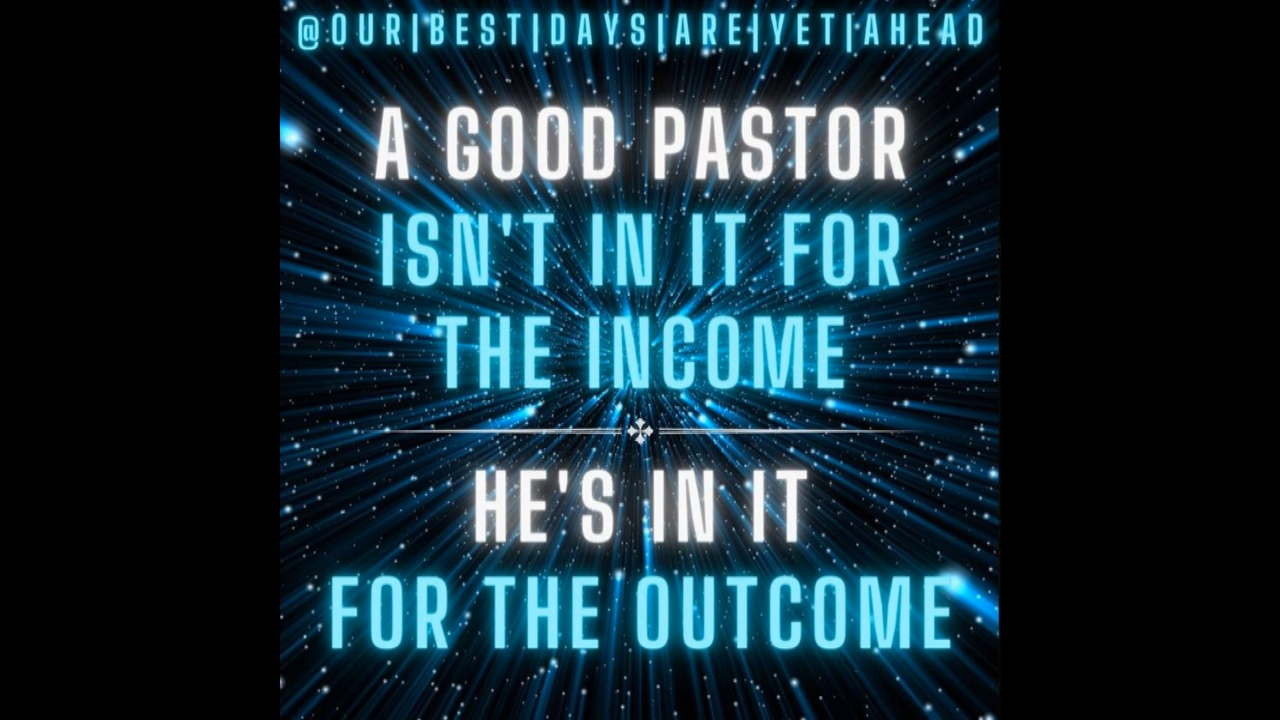 @OUR|BEST|DAYS|ARE|YET|AHEAD
A GOOD PASTOR
ISN'T IN IT FOR
THE INCOME
HE'S IN IT
FOR THE OUTCOME